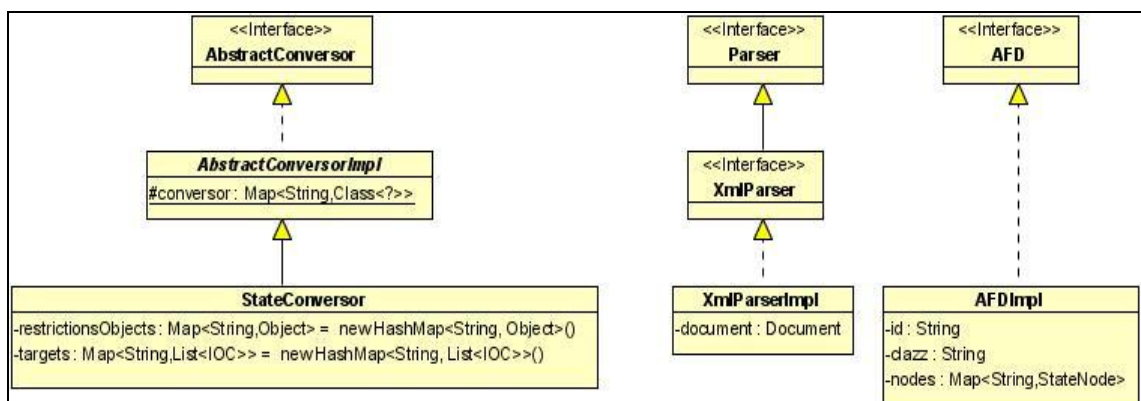 <<Interface>>
AbstractConversor
<<Interface>>
Parser
<<Interface>>
AFD
AbstractConversorImpl
#conversor : Map<String,Class<?>>
<<Interface>>
XmlParser
StateConversor
-restrictionsObjects : Map<String,Object> = newHashMap<String, Object>()
-targets : Map<String,List<IOC>> = newHashMap<String, List<IOC>>()
XmlParserImpl
-document : Document
AFDImpl
-id : String
-clazz : String
-nodes : Map<String,StateNode>